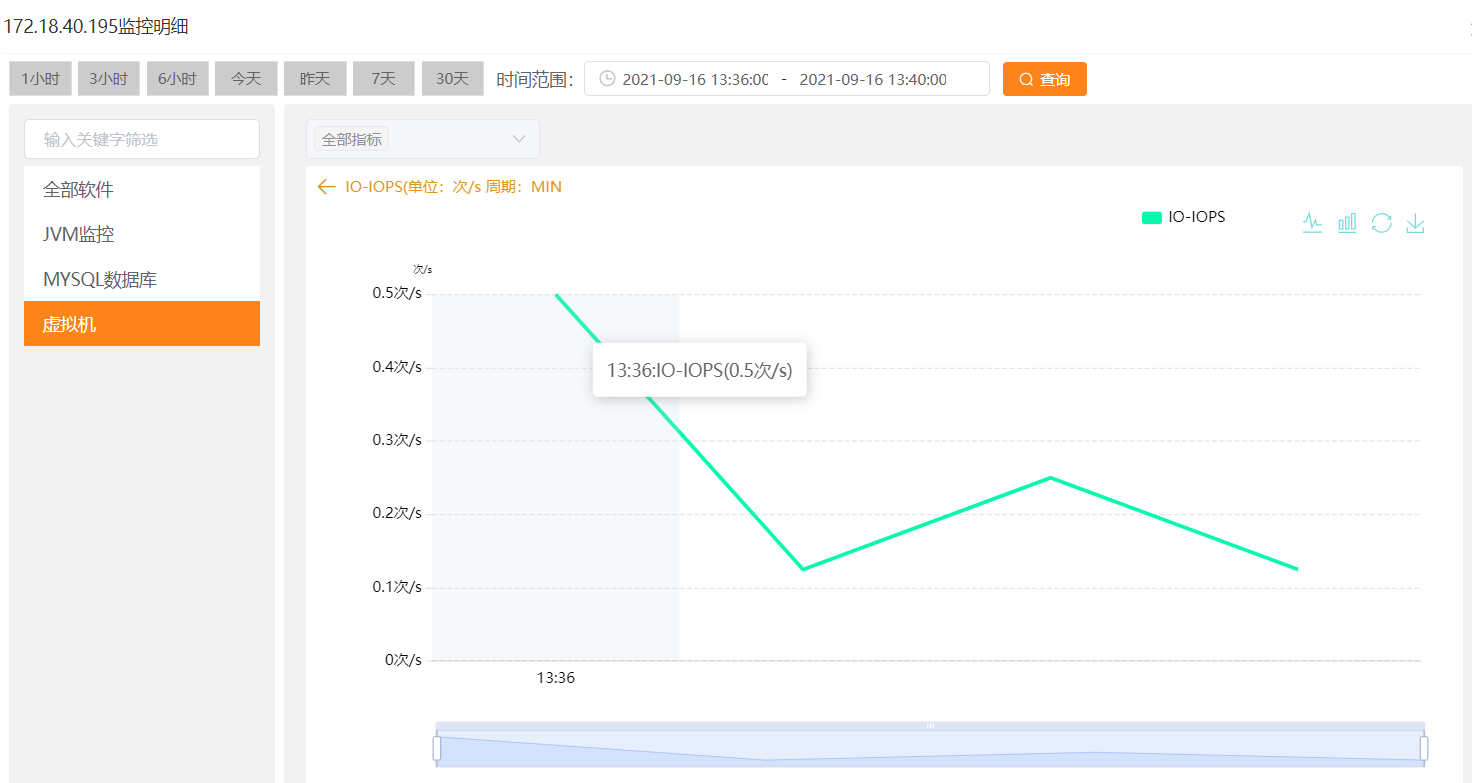 172.18.40.195监控明细
1小时 3小时 6小时 今天 昨天 7天 30天 时间范围： 2021-09-16 13:36:00 - 2021-09-16 13:40:00 查询
输入关键字筛选
全部软件
JVM监控
MYSQL数据库
虚拟机
全部指标
IO-IOPS(单位：次/s 周期：MIN
IO-IOPS
次/s
0.5次/s
0.4次/s
13:36:IO-IOPS(0.5次/s)
0.3次/s
0.2次/s
0.1次/s
0次/s
13:36